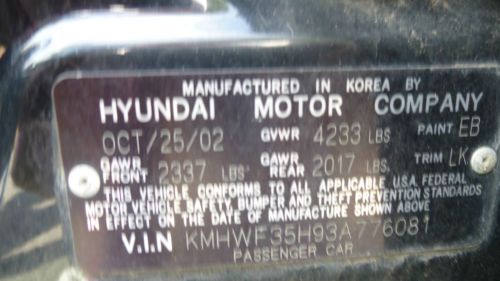 MANUFACTURED IN KOREA BY
HYUNDAI MOTOR COMPANY
OCT/25/02 GVWR 4233 LBS PAINT EB
GAWR FRONT 2337 LBS GAWR REAR 2017 LBS. TRIM LK
THIS VEHICLE CONFORMS TO ALL APPLICABLE U.S.A. FEDERAL
MOTOR VEHICLE SAFETY, BUMPER AND THEFT PREVENTION STANDARDS
IN EFFECT ON THE DATE OF MANUFACTURE SHOWN ABOVE
V.I.N KMHWF35H93A776081
PASSENGER CAR